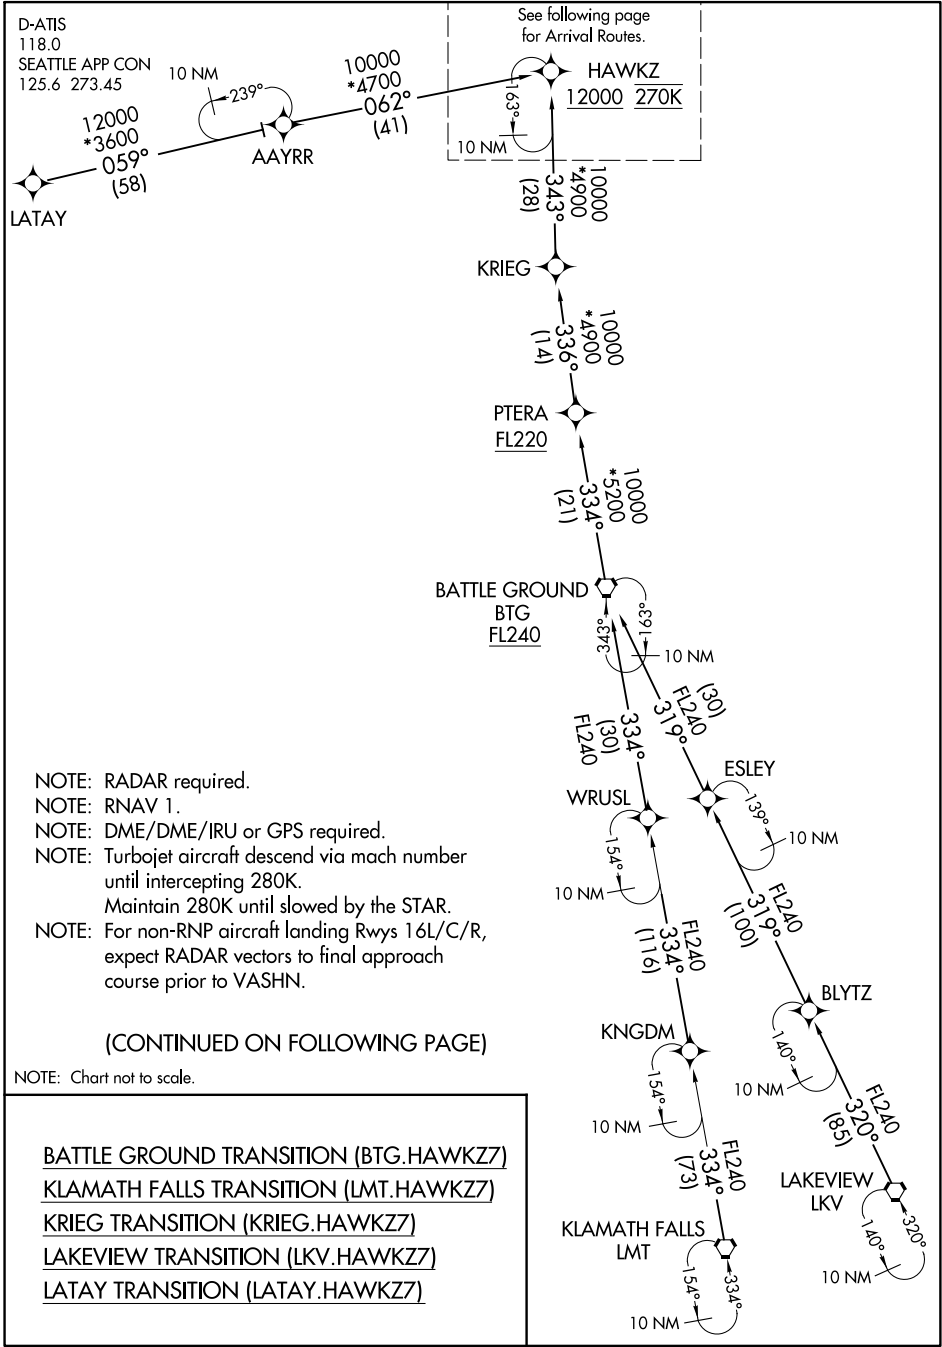 D-ATIS
118.0
SEATTLE APP CON
125.6 273.45
See following page
for Arrival Routes.
HAWKZ
12000 270K
163°
10 NM
10 NM
239°
10000
*4700
062°
(41)
AAYRR
12000
*3600
059°
(58)
LATAY
10000
*4900
343°
(28)
KRIEG
10000
*4900
336°
(14)
PTERA
FL220
10000
*5200
334°
(21)
BATTLE GROUND
BTG
FL240
343°
163°
10 NM
(30)
FL240
319°
334°
(30)
FL240
ESLEY
139°
10 NM
WRUSL
154°
10 NM
FL240
319°
(100)
FL240
334°
(116)
BLYTZ
140°
10 NM
KNGDM
154°
10 NM
FL240
320°
(85)
FL240
334°
(73)
LAKEVIEW
LKV
140°
320°
10 NM
KLAMATH FALLS
LMT
154°
334°
10 NM
NOTE: RADAR required.
NOTE: RNAV 1.
NOTE: DME/DME/IRU or GPS required.
NOTE: Turbojet aircraft descend via mach number
until intercepting 280K.
Maintain 280K until slowed by the STAR.
NOTE: For non-RNP aircraft landing Rwys 16L/C/R,
expect RADAR vectors to final approach
course prior to VASHN.
(CONTINUED ON FOLLOWING PAGE)
NOTE: Chart not to scale.
BATTLE GROUND TRANSITION (BTG.HAWKZ7)
KLAMATH FALLS TRANSITION (LMT.HAWKZ7)
KRIEG TRANSITION (KRIEG.HAWKZ7)
LAKEVIEW TRANSITION (LKV.HAWKZ7)
LATAY TRANSITION (LATAY.HAWKZ7)